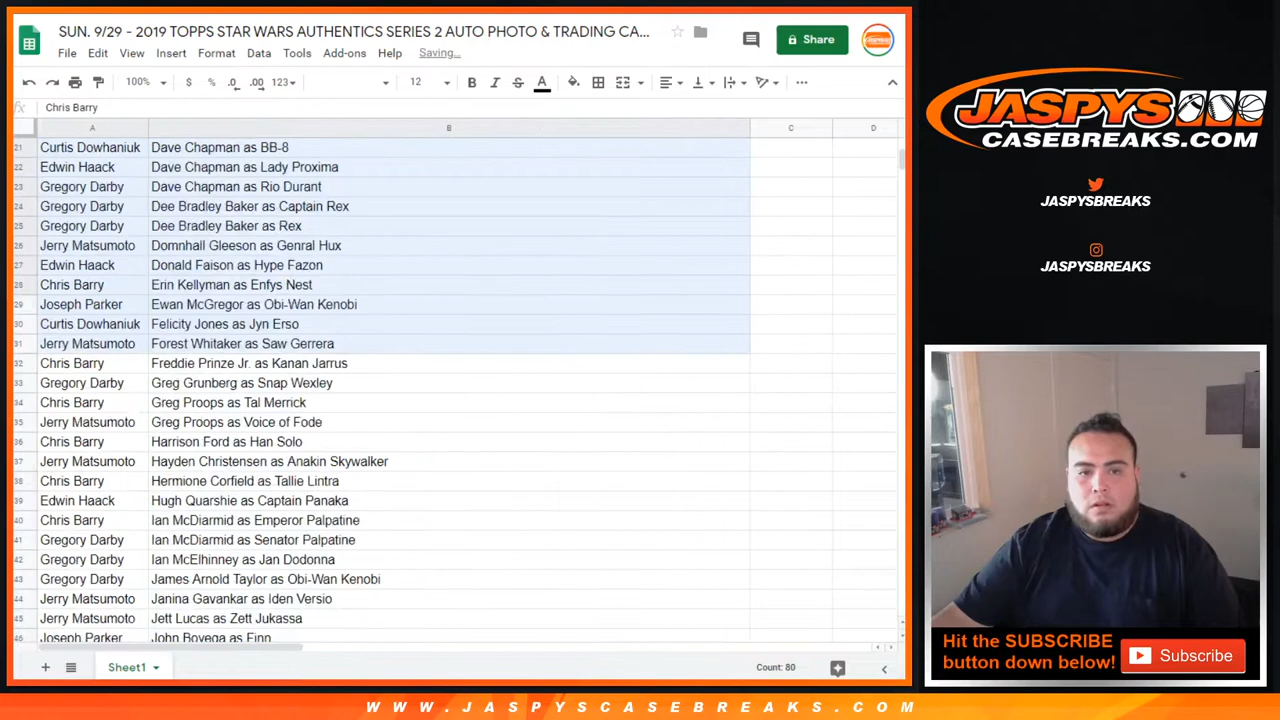 SUN. 9/29 - 2019 TOPPS STAR WARS AUTHENTICS SERIES 2 AUTO PHOTO & TRADING CA...
File Edit View Insert Format Data Tools Add-ons Help Saving...
Share
100% $ % .0 .00 123 12 B I S A
fx Chris Barry
A B C D
21 Curtis Dowhaniuk Dave Chapman as BB-8
22 Edwin Haack Dave Chapman as Lady Proxima
23 Gregory Darby Dave Chapman as Rio Durant
24 Gregory Darby Dee Bradley Baker as Captain Rex
25 Gregory Darby Dee Bradley Baker as Rex
26 Jerry Matsumoto Domnhall Gleeson as Genral Hux
27 Edwin Haack Donald Faison as Hype Fazon
28 Chris Barry Erin Kellyman as Enfys Nest
29 Joseph Parker Ewan McGregor as Obi-Wan Kenobi
30 Curtis Dowhaniuk Felicity Jones as Jyn Erso
31 Jerry Matsumoto Forest Whitaker as Saw Gerrera
32 Chris Barry Freddie Prinze Jr. as Kanan Jarrus
33 Gregory Darby Greg Grunberg as Snap Wexley
34 Chris Barry Greg Proops as Tal Merrick
35 Jerry Matsumoto Greg Proops as Voice of Fode
36 Chris Barry Harrison Ford as Han Solo
37 Jerry Matsumoto Hayden Christensen as Anakin Skywalker
38 Chris Barry Hermione Corfield as Tallie Lintra
39 Edwin Haack Hugh Quarshie as Captain Panaka
40 Chris Barry Ian McDiarmid as Emperor Palpatine
41 Gregory Darby Ian McDiarmid as Senator Palpatine
42 Gregory Darby Ian McElhinney as Jan Dodonna
43 Gregory Darby James Arnold Taylor as Obi-Wan Kenobi
44 Jerry Matsumoto Janina Gavankar as Iden Versio
45 Jerry Matsumoto Jett Lucas as Zett Jukassa
46 Joseph Parker John Boyega as Finn
Sheet1
Count: 80
JASPYS
CASEBREAKS.COM
JASPYSBREAKS
JASPYSBREAKS
Hit the SUBSCRIBE
button down below!
Subscribe
WWW.JASPYSCASEBREAKS.COM